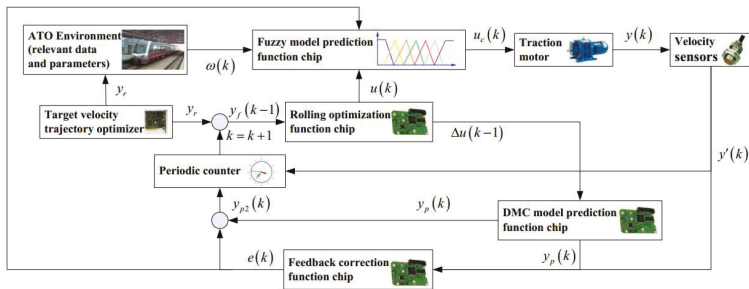 ATO Environment
(relevant data
and parameters)
ω(k)
Fuzzy model prediction
function chip
u_c(k)
Traction
motor
y(k)
Velocity
sensors
y_r
u(k)
Target velocity
trajectory optimizer
y_r
y_f(k-1)
k=k+1
Rolling optimization
function chip
Δu(k-1)
Periodic counter
y'(k)
y_p2(k)
y_p(k)
DMC model prediction
function chip
e(k)
Feedback correction
function chip
y_p(k)